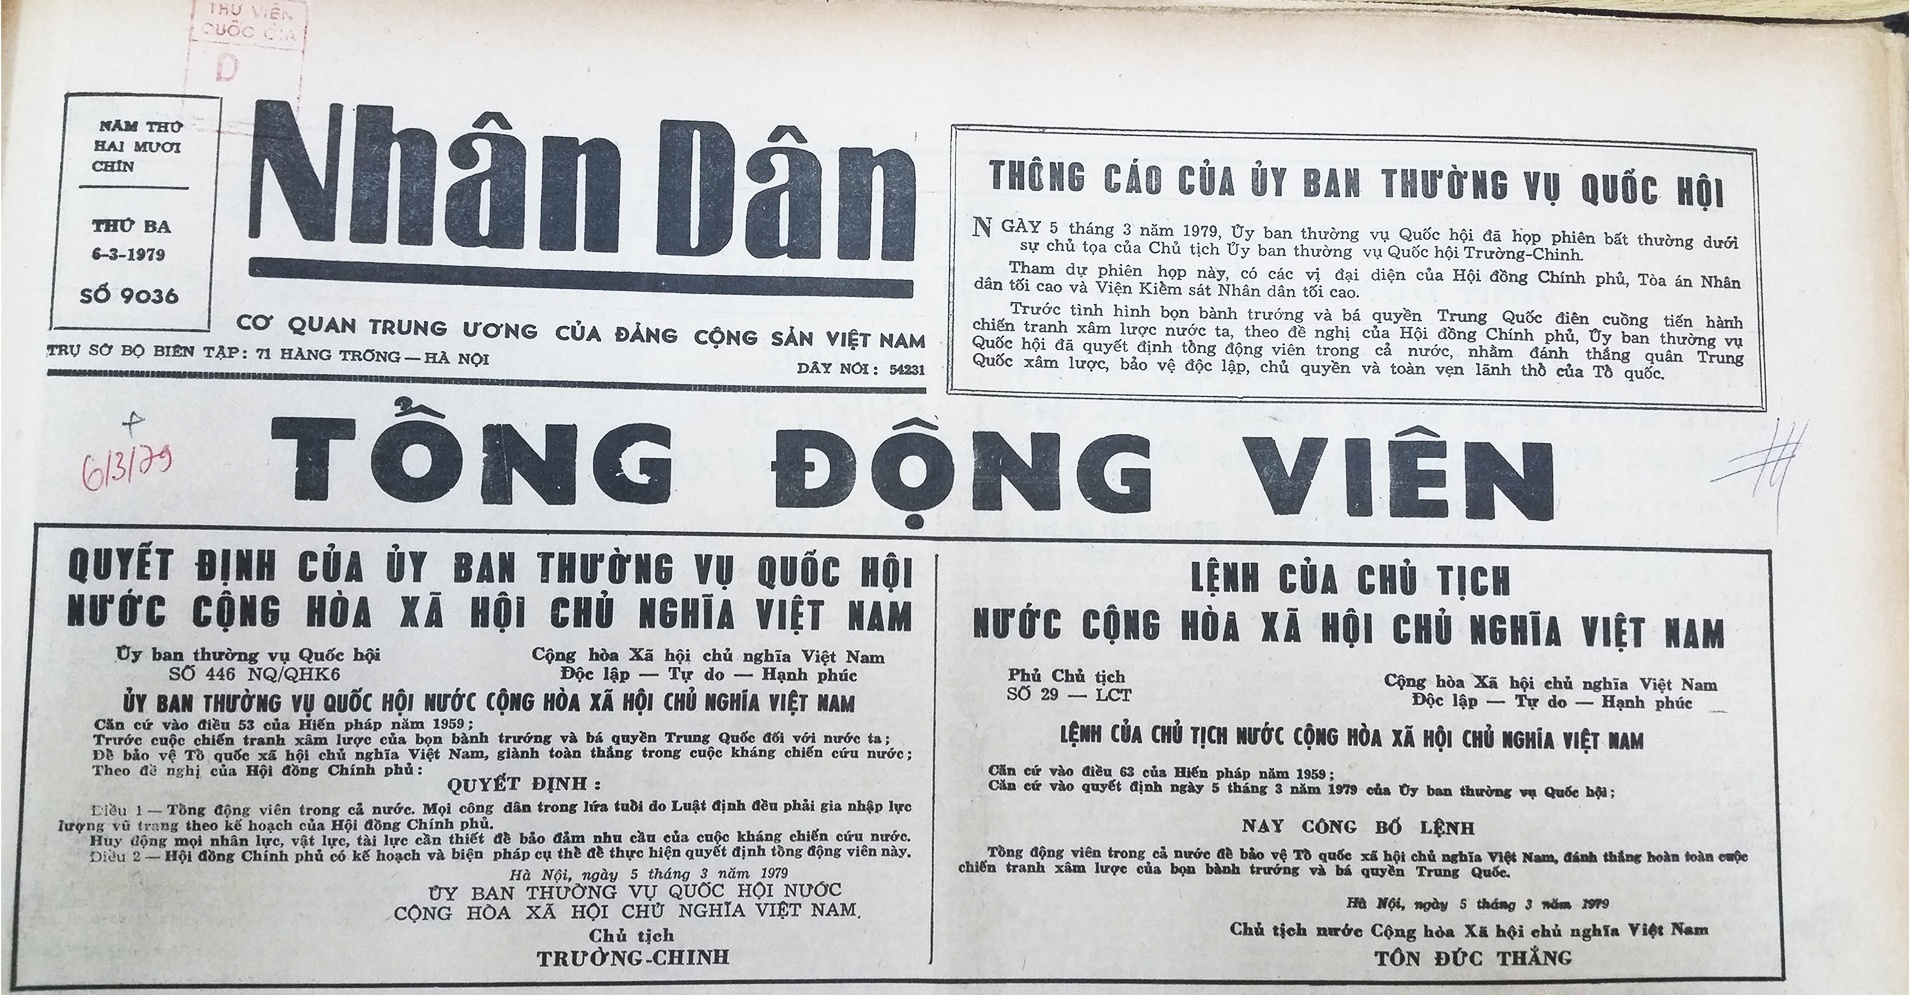 THƯ VIỆN
QUỐC GIA
D
NĂM THỨ
HAI MƯƠI
CHÍN
THỨ BA
6-3-1979
SỐ 9036
Nhân Dân
CƠ QUAN TRUNG ƯƠNG CỦA ĐẢNG CỘNG SẢN VIỆT NAM
TRỤ SỞ BỘ BIÊN TẬP: 71 HÀNG TRỐNG — HÀ NỘI
DÂY NÓI: 54231
THÔNG CÁO CỦA ỦY BAN THƯỜNG VỤ QUỐC HỘI
NGÀY 5 tháng 3 năm 1979, Ủy ban thường vụ Quốc hội đã họp phiên bất thường dưới
sự chủ tọa của Chủ tịch Ủy ban thường vụ Quốc hội Trường-Chinh.
Tham dự phiên họp này, có các vị đại diện của Hội đồng Chính phủ, Tòa án Nhân
dân tối cao và Viện Kiểm sát Nhân dân tối cao.
Trước tình hình bọn bành trướng và bá quyền Trung Quốc điên cuồng tiến hành
chiến tranh xâm lược nước ta, theo đề nghị của Hội đồng Chính phủ, Ủy ban thường vụ
Quốc hội đã quyết định tổng động viên trong cả nước, nhằm đánh thắng quân Trung
Quốc xâm lược, bảo vệ độc lập, chủ quyền và toàn vẹn lãnh thổ của Tổ quốc.
6/3/79
TỔNG ĐỘNG VIÊN
QUYẾT ĐỊNH CỦA ỦY BAN THƯỜNG VỤ QUỐC HỘI
NƯỚC CỘNG HÒA XÃ HỘI CHỦ NGHĨA VIỆT NAM
Ủy ban thường vụ Quốc hội
SỐ 446 NQ/QHK6
Cộng hòa Xã hội chủ nghĩa Việt Nam
Độc lập — Tự do — Hạnh phúc
ỦY BAN THƯỜNG VỤ QUỐC HỘI NƯỚC CỘNG HÒA XÃ HỘI CHỦ NGHĨA VIỆT NAM
Căn cứ vào điều 53 của Hiến pháp năm 1959;
Trước cuộc chiến tranh xâm lược của bọn bành trướng và bá quyền Trung Quốc đối với nước ta;
Để bảo vệ Tổ quốc xã hội chủ nghĩa Việt Nam, giành toàn thắng trong cuộc kháng chiến cứu nước;
Theo đề nghị của Hội đồng Chính phủ:
QUYẾT ĐỊNH:
Điều 1 — Tổng động viên trong cả nước. Mọi công dân trong lứa tuổi do Luật định đều phải gia nhập lực
lượng vũ trang theo kế hoạch của Hội đồng Chính phủ.
Huy động mọi nhân lực, vật lực, tài lực cần thiết để bảo đảm nhu cầu của cuộc kháng chiến cứu nước.
Điều 2 — Hội đồng Chính phủ có kế hoạch và biện pháp cụ thể để thực hiện quyết định tổng động viên này.
Hà Nội, ngày 5 tháng 3 năm 1979
ỦY BAN THƯỜNG VỤ QUỐC HỘI NƯỚC
CỘNG HÒA XÃ HỘI CHỦ NGHĨA VIỆT NAM.
Chủ tịch
TRƯỜNG-CHINH
LỆNH CỦA CHỦ TỊCH
NƯỚC CỘNG HÒA XÃ HỘI CHỦ NGHĨA VIỆT NAM
Phủ Chủ tịch
SỐ 29 — LCT
Cộng hòa Xã hội chủ nghĩa Việt Nam
Độc lập — Tự do — Hạnh phúc
LỆNH CỦA CHỦ TỊCH NƯỚC CỘNG HÒA XÃ HỘI CHỦ NGHĨA VIỆT NAM
Căn cứ vào điều 63 của Hiến pháp năm 1959;
Căn cứ vào quyết định ngày 5 tháng 3 năm 1979 của Ủy ban thường vụ Quốc hội;
NAY CÔNG BỐ LỆNH
Tổng động viên trong cả nước để bảo vệ Tổ quốc xã hội chủ nghĩa Việt Nam, đánh thắng hoàn toàn cuộc
chiến tranh xâm lược của bọn bành trướng và bá quyền Trung Quốc.
Hà Nội, ngày 5 tháng 3 năm 1979
Chủ tịch nước Cộng hòa Xã hội chủ nghĩa Việt Nam
TÔN ĐỨC THẮNG